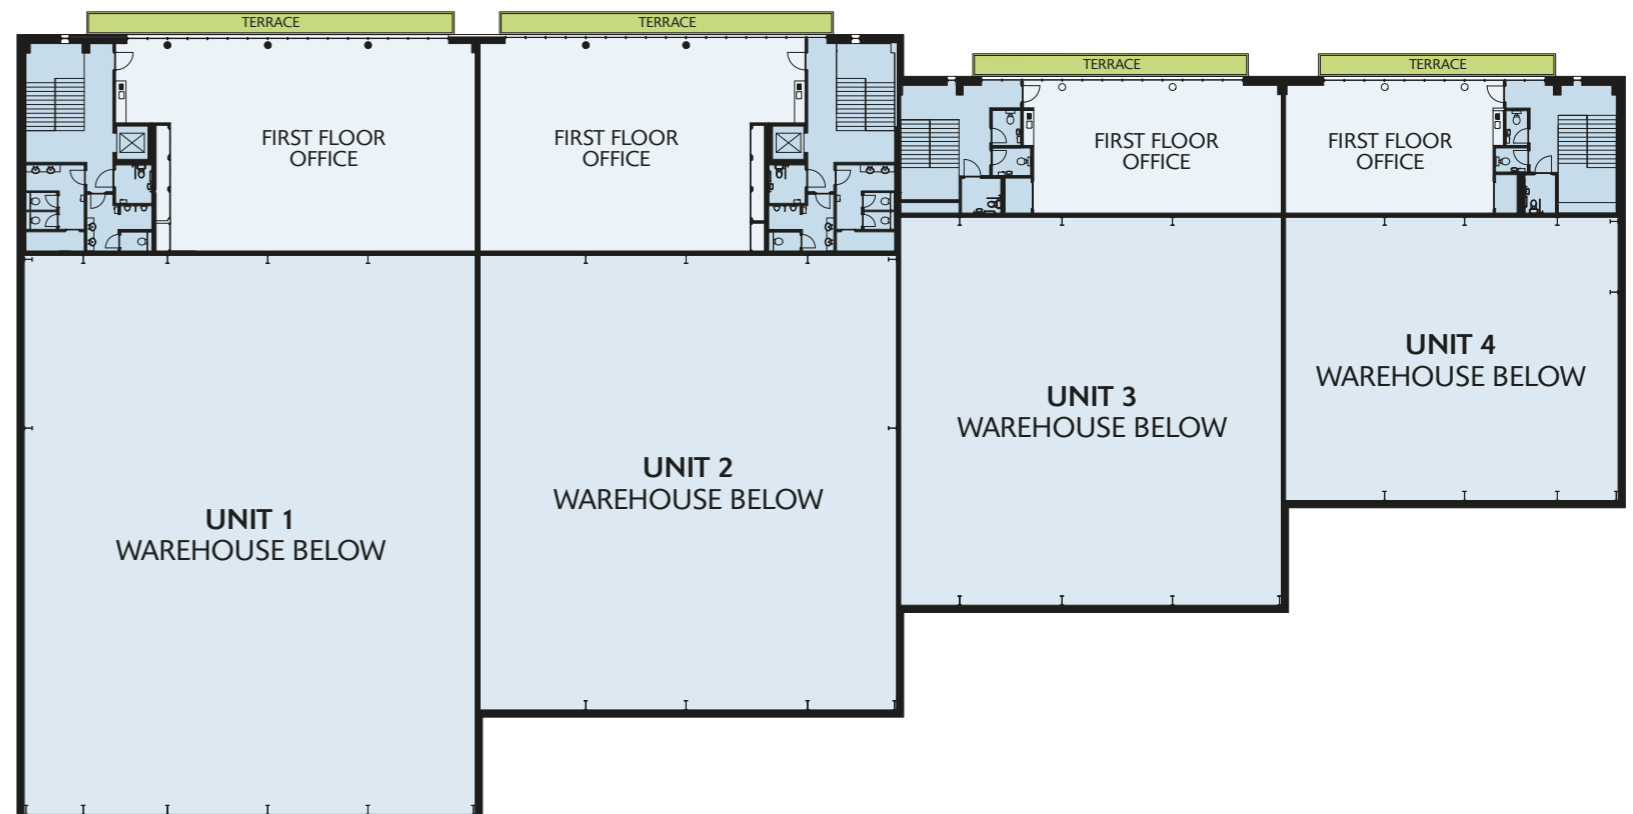 TERRACE
TERRACE
TERRACE
TERRACE
FIRST FLOOR
OFFICE
FIRST FLOOR
OFFICE
FIRST FLOOR
OFFICE
FIRST FLOOR
OFFICE
UNIT 1
WAREHOUSE BELOW
UNIT 2
WAREHOUSE BELOW
UNIT 3
WAREHOUSE BELOW
UNIT 4
WAREHOUSE BELOW